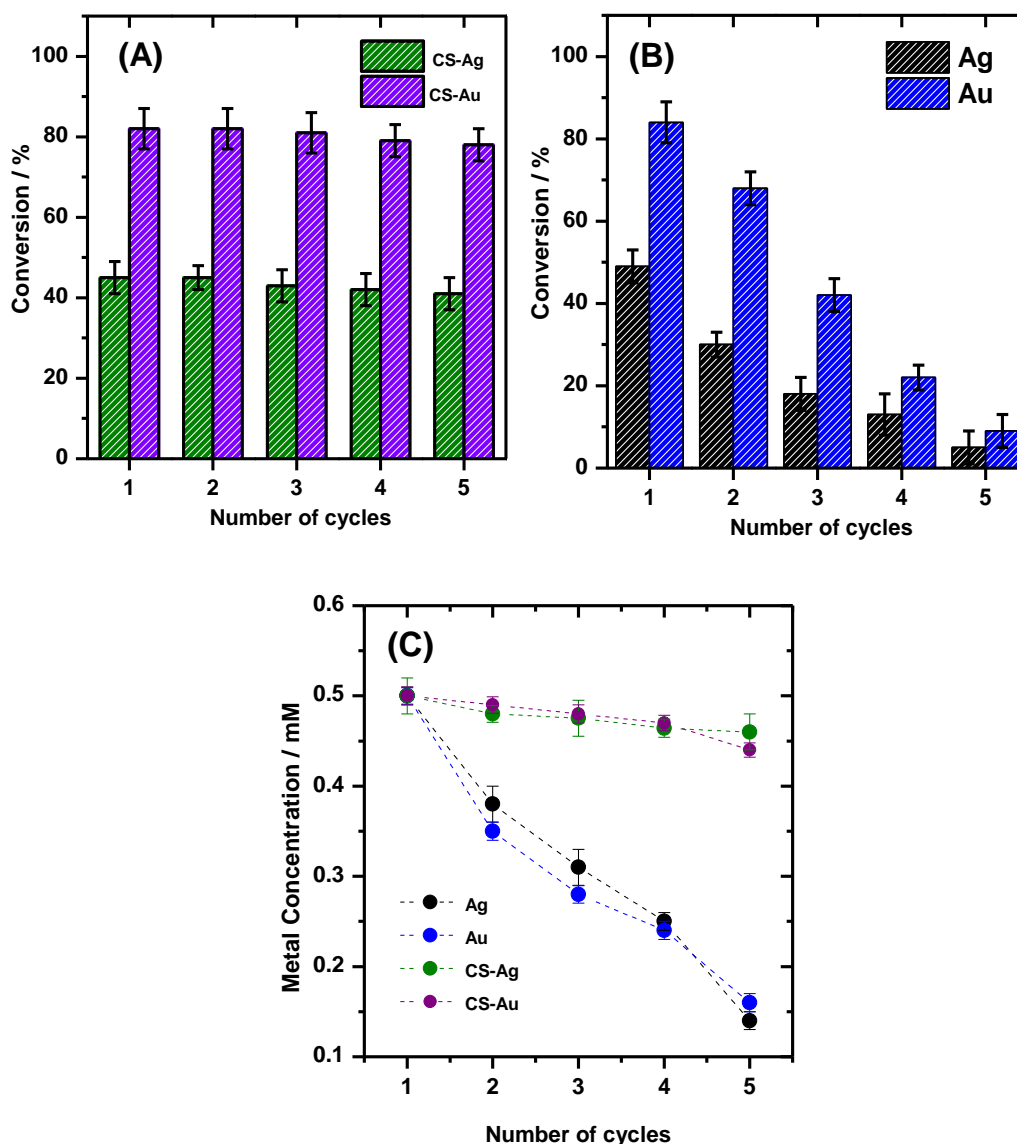 (A)
CS-Ag
CS-Au
Conversion / %
100
80
60
40
20
0
1 2 3 4 5
Number of cycles
(B)
Ag
Au
Conversion / %
100
80
60
40
20
0
1 2 3 4 5
Number of cycles
(C)
Metal Concentration / mM
0.6
0.5
0.4
0.3
0.2
0.1
Ag
Au
CS-Ag
CS-Au
1 2 3 4 5
Number of cycles